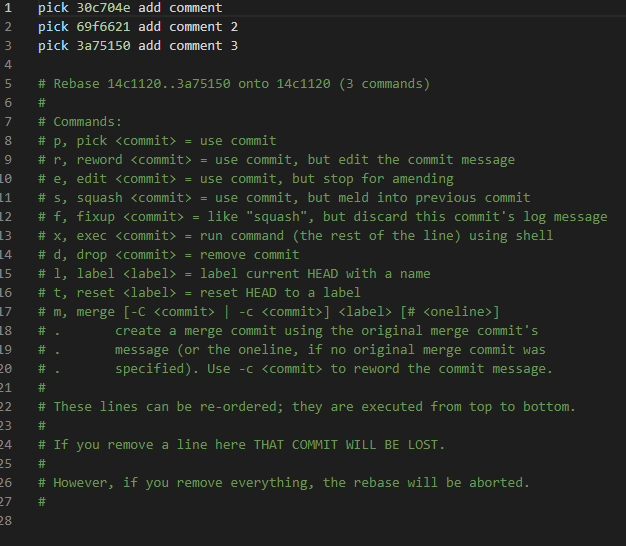 1 pick 30c704e add comment
2 pick 69f6621 add comment 2
3 pick 3a75150 add comment 3
4
5 # Rebase 14c1120..3a75150 onto 14c1120 (3 commands)
6 #
7 # Commands:
8 # p, pick <commit> = use commit
9 # r, reword <commit> = use commit, but edit the commit message
10 # e, edit <commit> = use commit, but stop for amending
11 # s, squash <commit> = use commit, but meld into previous commit
12 # f, fixup <commit> = like "squash", but discard this commit's log message
13 # x, exec <commit> = run command (the rest of the line) using shell
14 # d, drop <commit> = remove commit
15 # l, label <label> = label current HEAD with a name
16 # t, reset <label> = reset HEAD to a label
17 # m, merge [-C <commit> | -c <commit>] <label> [# <oneline>]
18 # .       create a merge commit using the original merge commit's
19 # .       message (or the oneline, if no original merge commit was
20 # .       specified). Use -c <commit> to reword the commit message.
21 #
22 # These lines can be re-ordered; they are executed from top to bottom.
23 #
24 # If you remove a line here THAT COMMIT WILL BE LOST.
25 #
26 # However, if you remove everything, the rebase will be aborted.
27 #
28